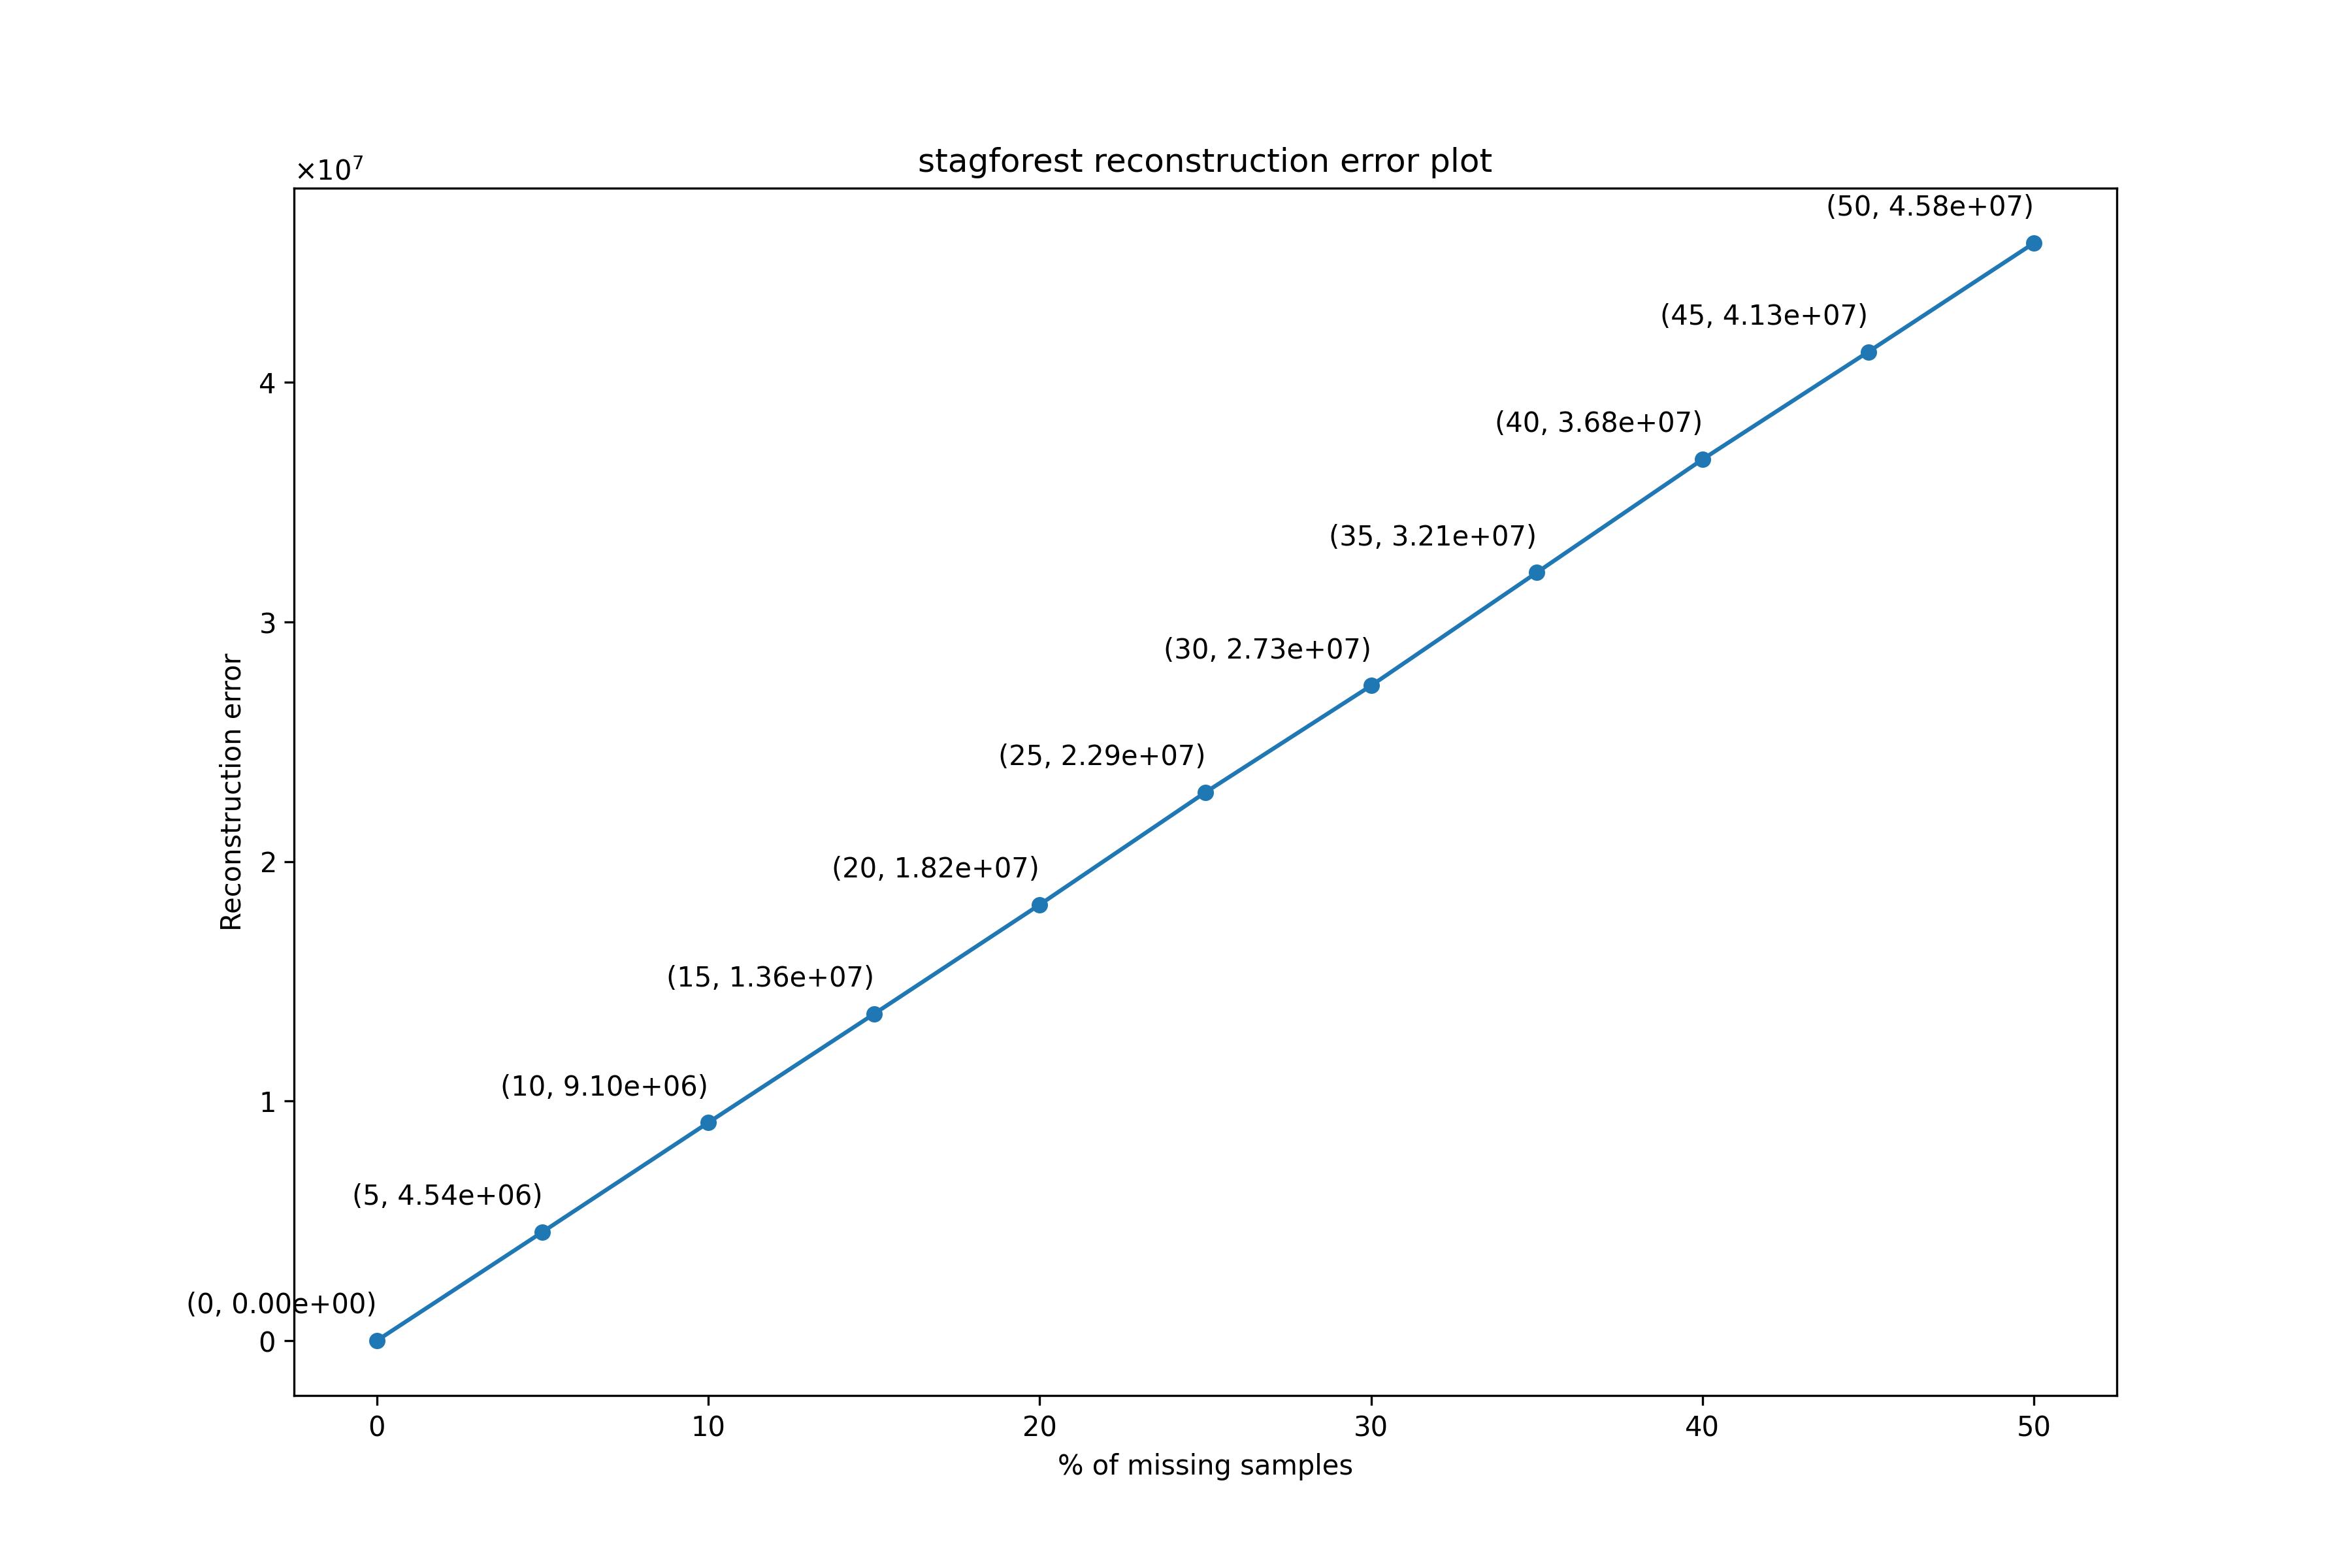 stagforest reconstruction error plot
×10⁷
(50, 4.58e+07)
(45, 4.13e+07)
4
(40, 3.68e+07)
(35, 3.21e+07)
3
(30, 2.73e+07)
(25, 2.29e+07)
2
(20, 1.82e+07)
(15, 1.36e+07)
1
(10, 9.10e+06)
(5, 4.54e+06)
(0, 0.00e+00)
0
Reconstruction error
0 10 20 30 40 50
% of missing samples